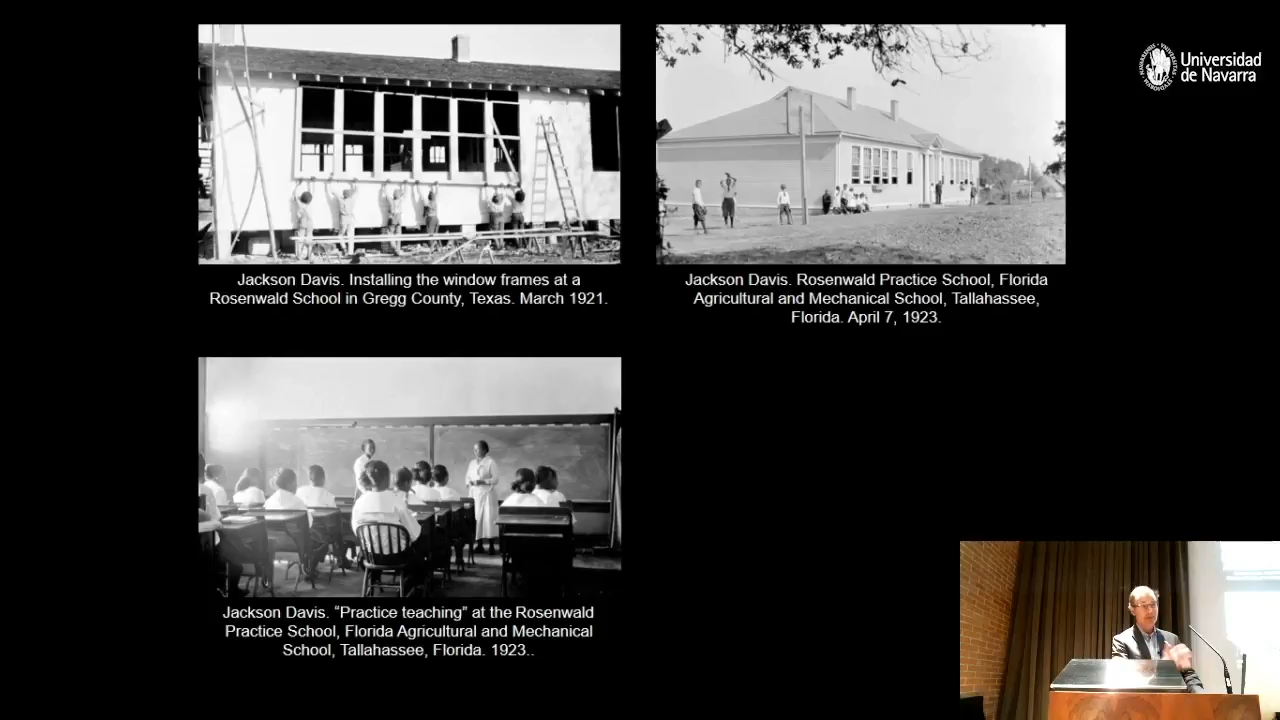 Universidad
de Navarra
Jackson Davis. Installing the window frames at a
Rosenwald School in Gregg County, Texas. March 1921.
Jackson Davis. Rosenwald Practice School, Florida
Agricultural and Mechanical School, Tallahassee,
Florida. April 7, 1923.
Jackson Davis. “Practice teaching” at the Rosenwald
Practice School, Florida Agricultural and Mechanical
School, Tallahassee, Florida. 1923..